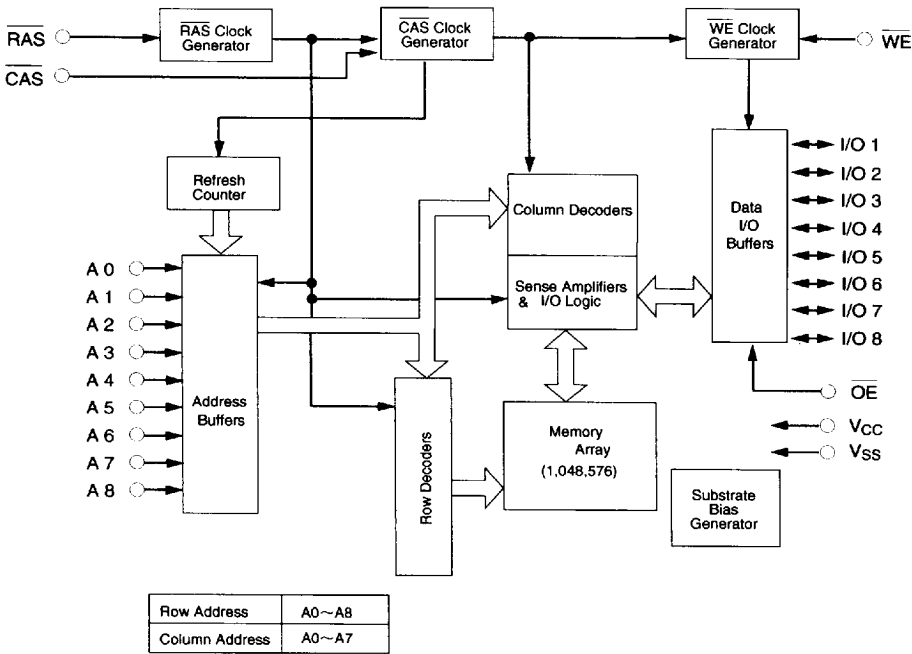 RAS
RAS Clock
Generator
CAS Clock
Generator
WE Clock
Generator
WE
CAS
Refresh
Counter
Column Decoders
Sense Amplifiers
& I/O Logic
Data
I/O
Buffers
I/O 1
I/O 2
I/O 3
I/O 4
I/O 5
I/O 6
I/O 7
I/O 8
A 0
A 1
A 2
A 3
A 4
A 5
A 6
A 7
A 8
Address
Buffers
Row Decoders
Memory
Array
(1,048,576)
OE
VCC
VSS
Substrate
Bias
Generator
Row Address A0~A8
Column Address A0~A7